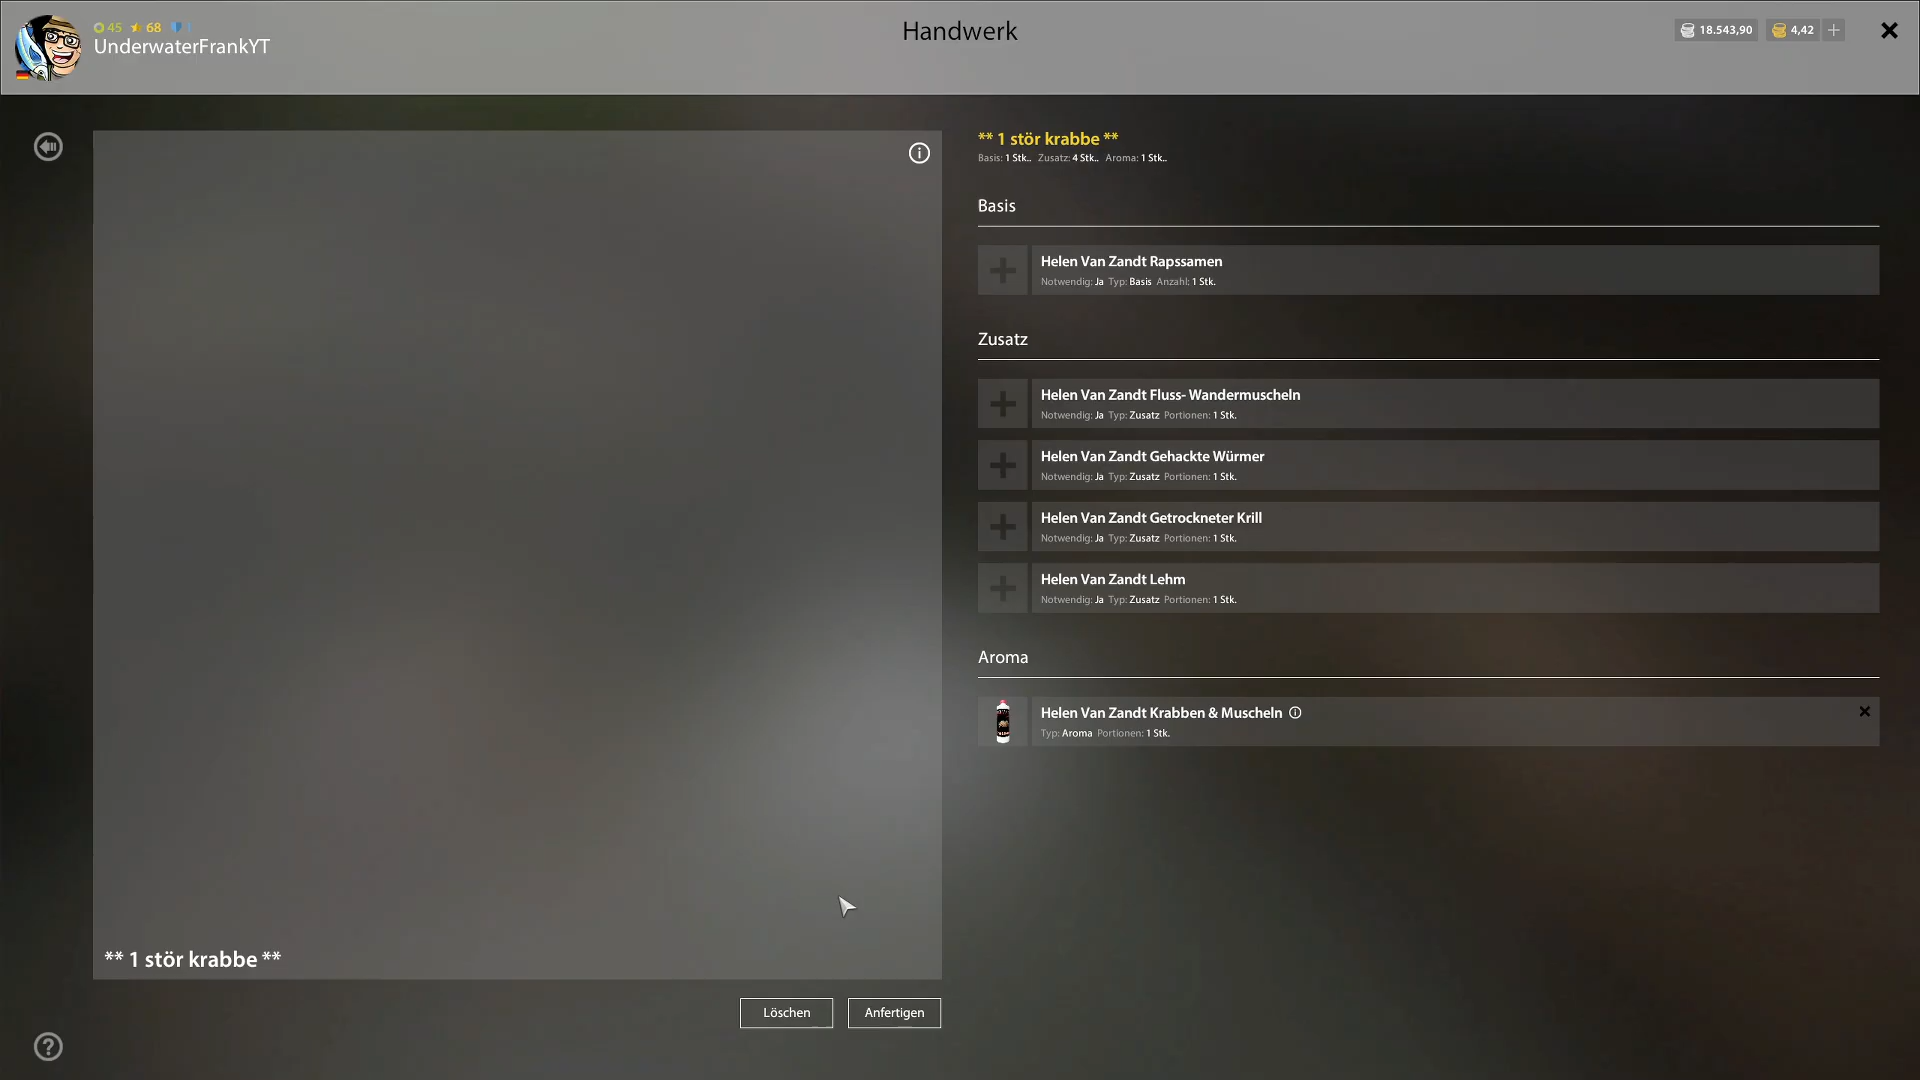 45 68 1
UnderwaterFrankYT
Handwerk
18.543,90 4,42
** 1 stör krabbe **
Basis: 1 Stk.. Zusatz: 4 Stk.. Aroma: 1 Stk..
Basis
Helen Van Zandt Rapssamen
Notwendig: Ja Typ: Basis Anzahl: 1 Stk.
Zusatz
Helen Van Zandt Fluss- Wandermuscheln
Notwendig: Ja Typ: Zusatz Portionen: 1 Stk.
Helen Van Zandt Gehackte Würmer
Notwendig: Ja Typ: Zusatz Portionen: 1 Stk.
Helen Van Zandt Getrockneter Krill
Notwendig: Ja Typ: Zusatz Portionen: 1 Stk.
Helen Van Zandt Lehm
Notwendig: Ja Typ: Zusatz Portionen: 1 Stk.
Aroma
Helen Van Zandt Krabben & Muscheln
Typ: Aroma Portionen: 1 Stk.
** 1 stör krabbe **
Löschen Anfertigen